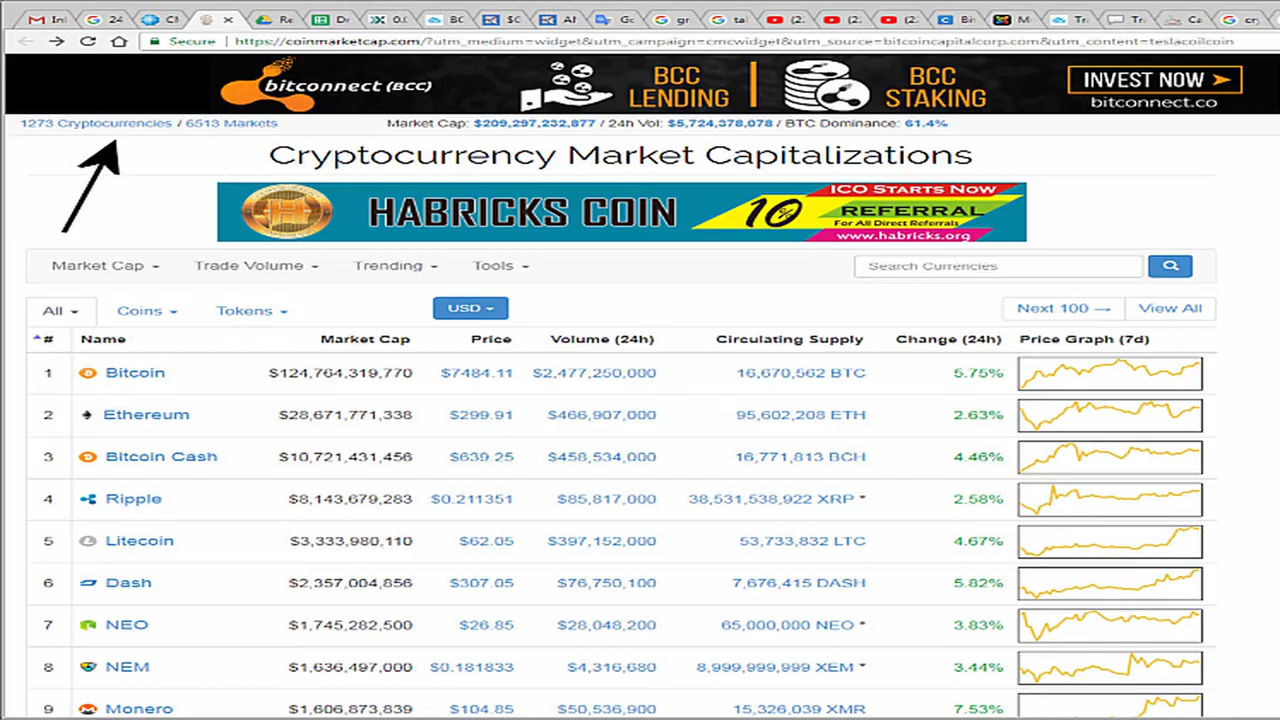 Ini
24
Secure https://coinmarketcap.com/?utm_medium=widget&utm_campaign=cmcwidget&utm_source=bitcoincapitalcorp.com&utm_content=teslacoilcoin
bitconnect (BCC) BCC LENDING BCC STAKING INVEST NOW
bitconnect.co
1273 Cryptocurrencies / 6513 Markets Market Cap: $209,297,232,877 / 24h Vol: $5,724,378,078 / BTC Dominance: 61.4%
Cryptocurrency Market Capitalizations
HABRICKS COIN 10% ICO STARTS NOW
REFERRAL
For All Direct Referrals
www.habricks.org
Market Cap Trade Volume Trending Tools Search Currencies
All Coins Tokens USD Next 100 → View All
# Name Market Cap Price Volume (24h) Circulating Supply Change (24h) Price Graph (7d)
1 Bitcoin $124,764,319,770 $7484.11 $2,477,250,000 16,670,562 BTC 5.75%
2 Ethereum $28,671,771,338 $299.91 $466,907,000 95,602,208 ETH 2.63%
3 Bitcoin Cash $10,721,431,456 $639.25 $458,534,000 16,771,813 BCH 4.46%
4 Ripple $8,143,679,283 $0.211351 $85,817,000 38,531,538,922 XRP * 2.58%
5 Litecoin $3,333,980,110 $62.05 $397,152,000 53,733,832 LTC 4.67%
6 Dash $2,357,004,856 $307.05 $76,750,100 7,676,415 DASH 5.82%
7 NEO $1,745,282,500 $26.85 $28,048,200 65,000,000 NEO * 3.83%
8 NEM $1,636,497,000 $0.181833 $4,316,680 8,999,999,999 XEM * 3.44%
9 Monero $1,606,873,839 $104.85 $50,536,900 15,326,039 XMR 7.53%